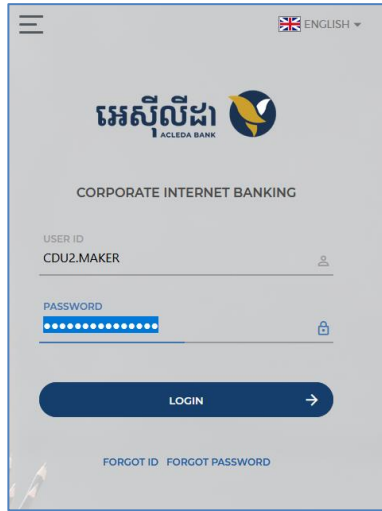 ENGLISH
អេស៊ីលីដា
ACLEDA BANK
CORPORATE INTERNET BANKING
USER ID
CDU2.MAKER
PASSWORD
LOGIN
FORGOT ID FORGOT PASSWORD